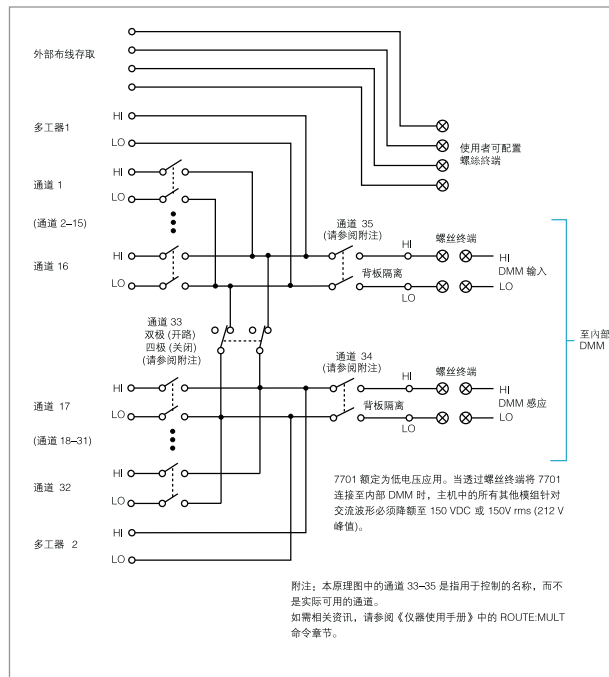 外部布线存取
多工器1
HI
LO
使用者可配置
螺丝终端
通道 1
HI
LO
(通道 2–15)
通道 16
HI
LO
通道 35
(请参阅附注)
HI
螺丝终端
HI
背板隔离
DMM 输入
LO
LO
通道 33
双极 (开路)
四极 (关闭)
(请参阅附注)
至内部
DMM
通道 34
(请参阅附注)
HI
螺丝终端
HI
背板隔离
DMM 感应
LO
LO
通道 17
HI
LO
(通道 18–31)
通道 32
HI
LO
多工器 2
HI
LO
7701 额定为低电压应用。当透过螺丝终端将 7701
连接至内部 DMM 时，主机中的所有其他模组针对
交流波形必须降额至 150 VDC 或 150V rms (212 V
峰值)。
附注：本原理图中的通道 33–35 是指用于控制的名称，而不
是实际可用的通道。
如需相关资讯，请参阅《仪器使用手册》中的 ROUTE:MULT
命令章节。